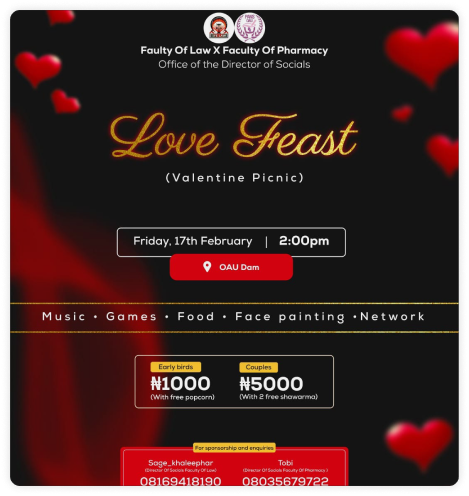 Faulty Of Law X Faculty Of Pharmacy
Office of the Director of Socials
Love Feast
(Valentine Picnic)
Friday, 17th February | 2:00pm
OAU Dam
Music • Games • Food • Face painting •Network
Early birds
₦1000
(With free popcorn)
Couples
₦5000
(With 2 free shawarma)
For sponsorship and enquiries
Sage_khaleephar
(Director Of Socials Faculty Of Law)
08169418190
Tobi
(Director Of Socials Faculty Of Pharmacy )
08035679722